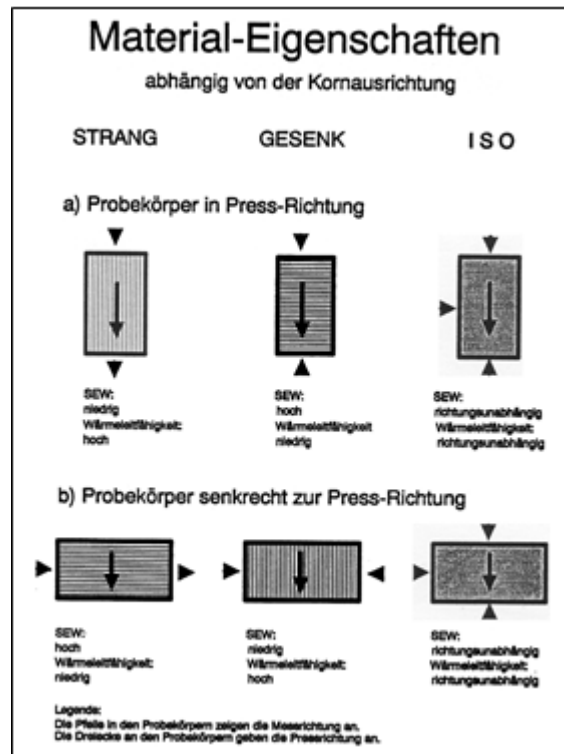 Material-Eigenschaften
abhängig von der Kornausrichtung
STRANG GESENK I S O
a) Probekörper in Press-Richtung
SEW: SEW: SEW:
niedrig hoch richtungsunabhängig
Wärmeleitfähigkeit: Wärmeleitfähigkeit Wärmeleitfähigkeit:
hoch niedrig richtungsunabhängig
b) Probekörper senkrecht zur Press-Richtung
SEW: SEW: SEW:
hoch niedrig richtungsunabhängig
Wärmeleitfähigkeit: Wärmeleitfähigkeit: Wärmeleitfähigkeit:
niedrig hoch richtungsunabhängig
Legende:
Die Pfeile in den Probekörpern zeigen die Messrichtung an.
Die Dreiecke an den Probekörpern geben die Pressrichtung an.